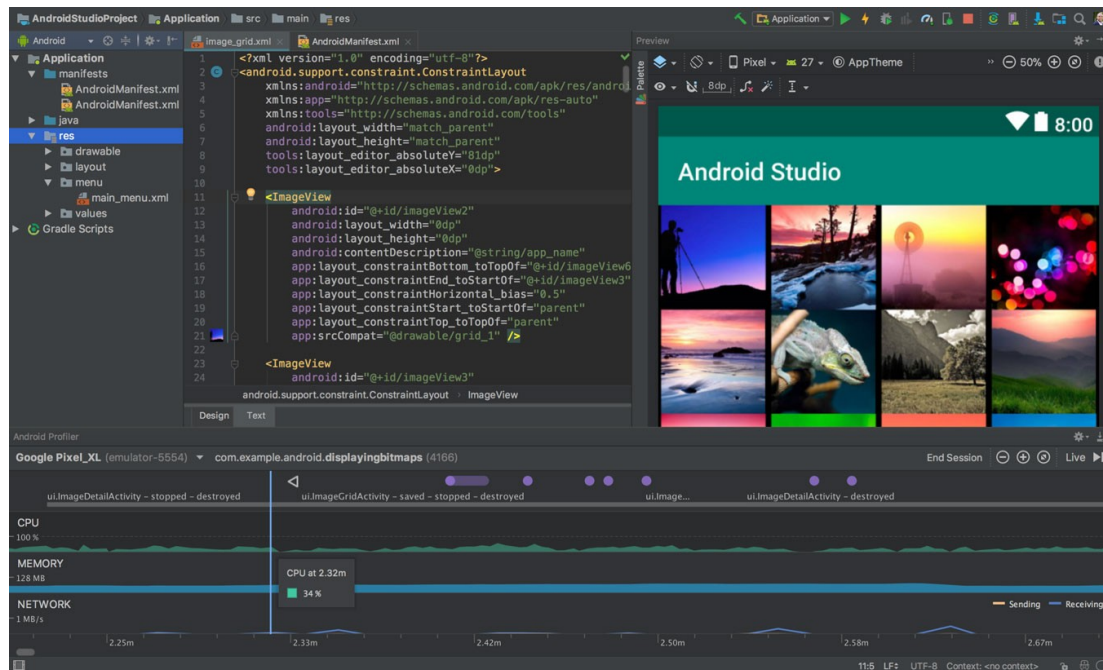 AndroidStudioProject Application src main res Application
Android image_grid.xml AndroidManifest.xml
Application
manifests
AndroidManifest.xml
AndroidManifest.xml
java
res
drawable
layout
menu
main_menu.xml
values
Gradle Scripts
1 <?xml version="1.0" encoding="utf-8"?>
2 <android.support.constraint.ConstraintLayout
3 xmlns:android="http://schemas.android.com/apk/res/androi
4 xmlns:app="http://schemas.android.com/apk/res-auto"
5 xmlns:tools="http://schemas.android.com/tools"
6 android:layout_width="match_parent"
7 android:layout_height="match_parent"
8 tools:layout_editor_absoluteY="81dp"
9 tools:layout_editor_absoluteX="0dp">
10
11 <ImageView
12 android:id="@+id/imageView2"
13 android:layout_width="0dp"
14 android:layout_height="0dp"
15 android:contentDescription="@string/app_name"
16 app:layout_constraintBottom_toTopOf="@+id/imageView6
17 app:layout_constraintEnd_toStartOf="@+id/imageView3"
18 app:layout_constraintHorizontal_bias="0.5"
19 app:layout_constraintStart_toStartOf="parent"
20 app:layout_constraintTop_toTopOf="parent"
21 app:srcCompat="@drawable/grid_1" />
22
23 <ImageView
24 android:id="@+id/imageView3"
android.support.constraint.ConstraintLayout › ImageView
Design Text
Preview
Palette
Pixel 27 AppTheme » 50%
8dp
8:00
Android Studio
Android Profiler
Google Pixel_XL (emulator-5554) com.example.android.displayingbitmaps (4166) End Session Live
ui.ImageDetailActivity – stopped – destroyed ui.ImageGridActivity – saved – stopped – destroyed ui.Image... ui.ImageDetailActivity – destroyed
CPU
100 %
MEMORY
128 MB
CPU at 2.32m
34 %
NETWORK
Sending Receiving
1 MB/s
2.25m 2.33m 2.42m 2.50m 2.58m 2.67m
11:5 LF÷ UTF-8 Context: <no context>